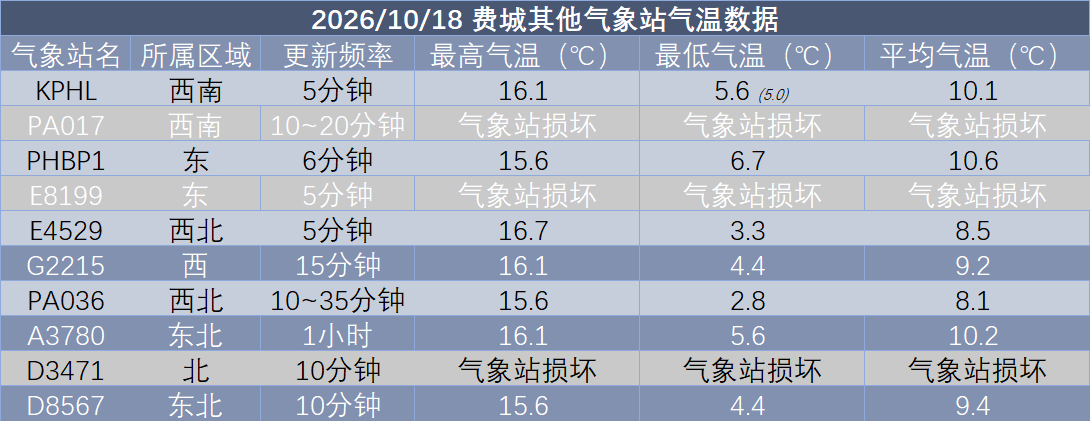 2026/10/18 费城其他气象站气温数据
气象站名 所属区域 更新频率 最高气温（℃） 最低气温（℃） 平均气温（℃）
KPHL 西南 5分钟 16.1 5.6 (5.0) 10.1
PA017 西南 10~20分钟 气象站损坏 气象站损坏 气象站损坏
PHBP1 东 6分钟 15.6 6.7 10.6
E8199 东 5分钟 气象站损坏 气象站损坏 气象站损坏
E4529 西北 5分钟 16.7 3.3 8.5
G2215 西 15分钟 16.1 4.4 9.2
PA036 西北 10~35分钟 15.6 2.8 8.1
A3780 东北 1小时 16.1 5.6 10.2
D3471 北 10分钟 气象站损坏 气象站损坏 气象站损坏
D8567 东北 10分钟 15.6 4.4 9.4